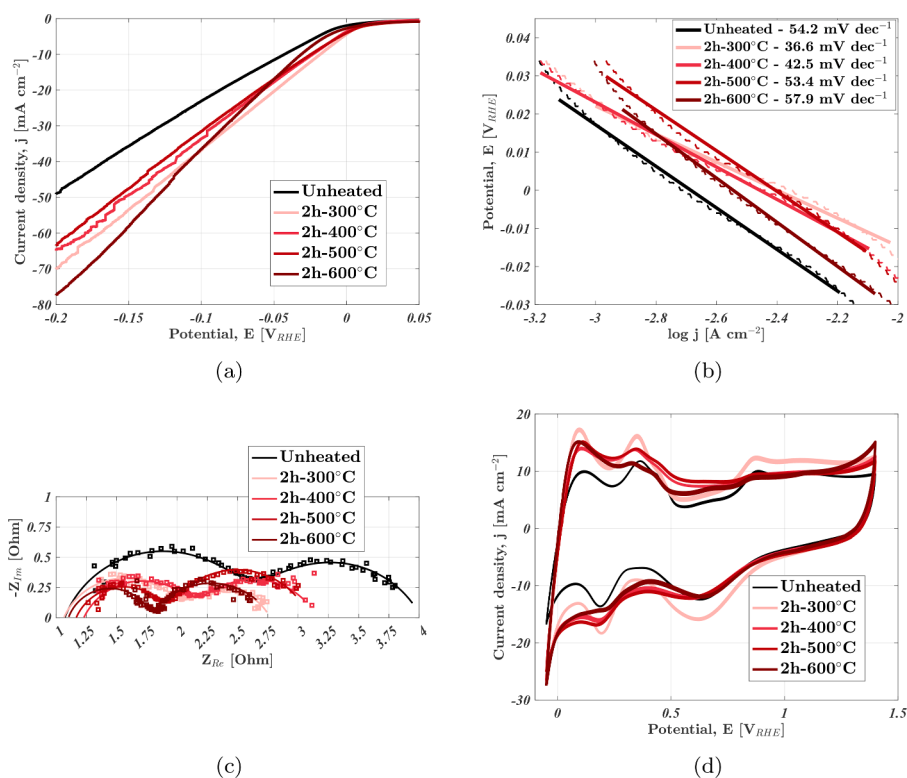 0
-10
-20
-30
-40
-50
-60
-70
-80
Current density, j [mA cm⁻²]
Unheated
2h-300°C
2h-400°C
2h-500°C
2h-600°C
-0.2
-0.15
-0.1
-0.05
0
0.05
Potential, E [V_RHE]
(a)
0.04
0.03
0.02
0.01
0
-0.01
-0.02
-0.03
Potential, E [V_RHE]
Unheated - 54.2 mV dec⁻¹
2h-300°C - 36.6 mV dec⁻¹
2h-400°C - 42.5 mV dec⁻¹
2h-500°C - 53.4 mV dec⁻¹
2h-600°C - 57.9 mV dec⁻¹
-3.2
-3
-2.8
-2.6
-2.4
-2.2
-2
log j [A cm⁻²]
(b)
Unheated
2h-300°C
2h-400°C
2h-500°C
2h-600°C
1
0.75
0.5
0.25
0
-Z_Im [Ohm]
1
1.25
1.5
1.75
2
2.25
2.5
2.75
3
3.25
3.5
3.75
4
Z_Re [Ohm]
(c)
20
10
0
-10
-20
-30
Current density, j [mA cm⁻²]
Unheated
2h-300°C
2h-400°C
2h-500°C
2h-600°C
0
0.5
1
1.5
Potential, E [V_RHE]
(d)